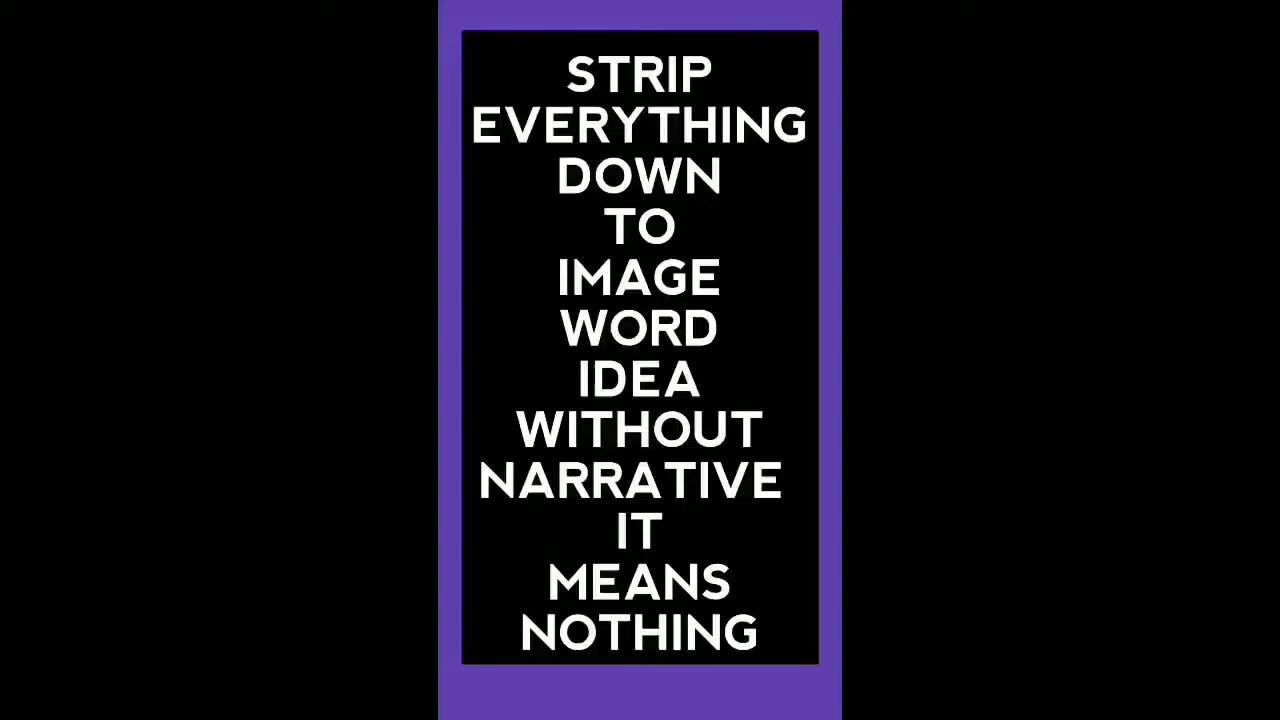 STRIP
EVERYTHING
DOWN
TO
IMAGE
WORD
IDEA
WITHOUT
NARRATIVE
IT
MEANS
NOTHING